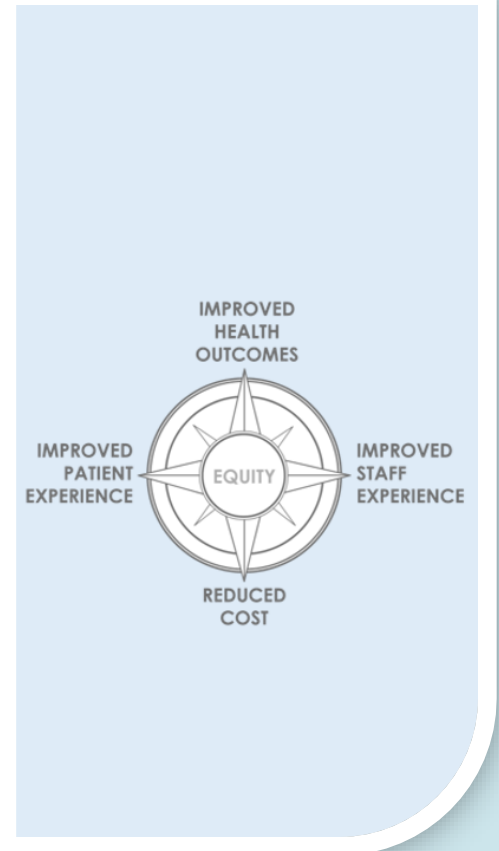 IMPROVED
HEALTH
OUTCOMES
IMPROVED
PATIENT
EXPERIENCE
EQUITY
IMPROVED
STAFF
EXPERIENCE
REDUCED
COST